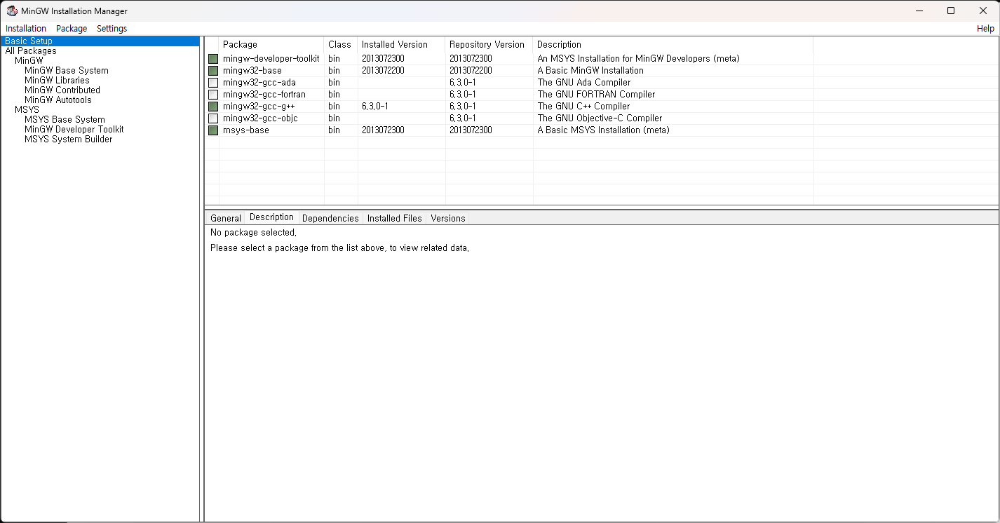 MinGW Installation Manager
Installation Package Settings Help
Basic Setup
All Packages
MinGW
MinGW Base System
MinGW Libraries
MinGW Contributed
MinGW Autotools
MSYS
MSYS Base System
MinGW Developer Toolkit
MSYS System Builder
Package Class Installed Version Repository Version Description
mingw-developer-toolkit bin 2013072300 2013072300 An MSYS Installation for MinGW Developers (meta)
mingw32-base bin 2013072200 2013072200 A Basic MinGW Installation
mingw32-gcc-ada bin 6.3.0-1 The GNU Ada Compiler
mingw32-gcc-fortran bin 6.3.0-1 The GNU FORTRAN Compiler
mingw32-gcc-g++ bin 6.3.0-1 6.3.0-1 The GNU C++ Compiler
mingw32-gcc-objc bin 6.3.0-1 The GNU Objective-C Compiler
msys-base bin 2013072300 2013072300 A Basic MSYS Installation (meta)
General Description Dependencies Installed Files Versions
No package selected.
Please select a package from the list above, to view related data.